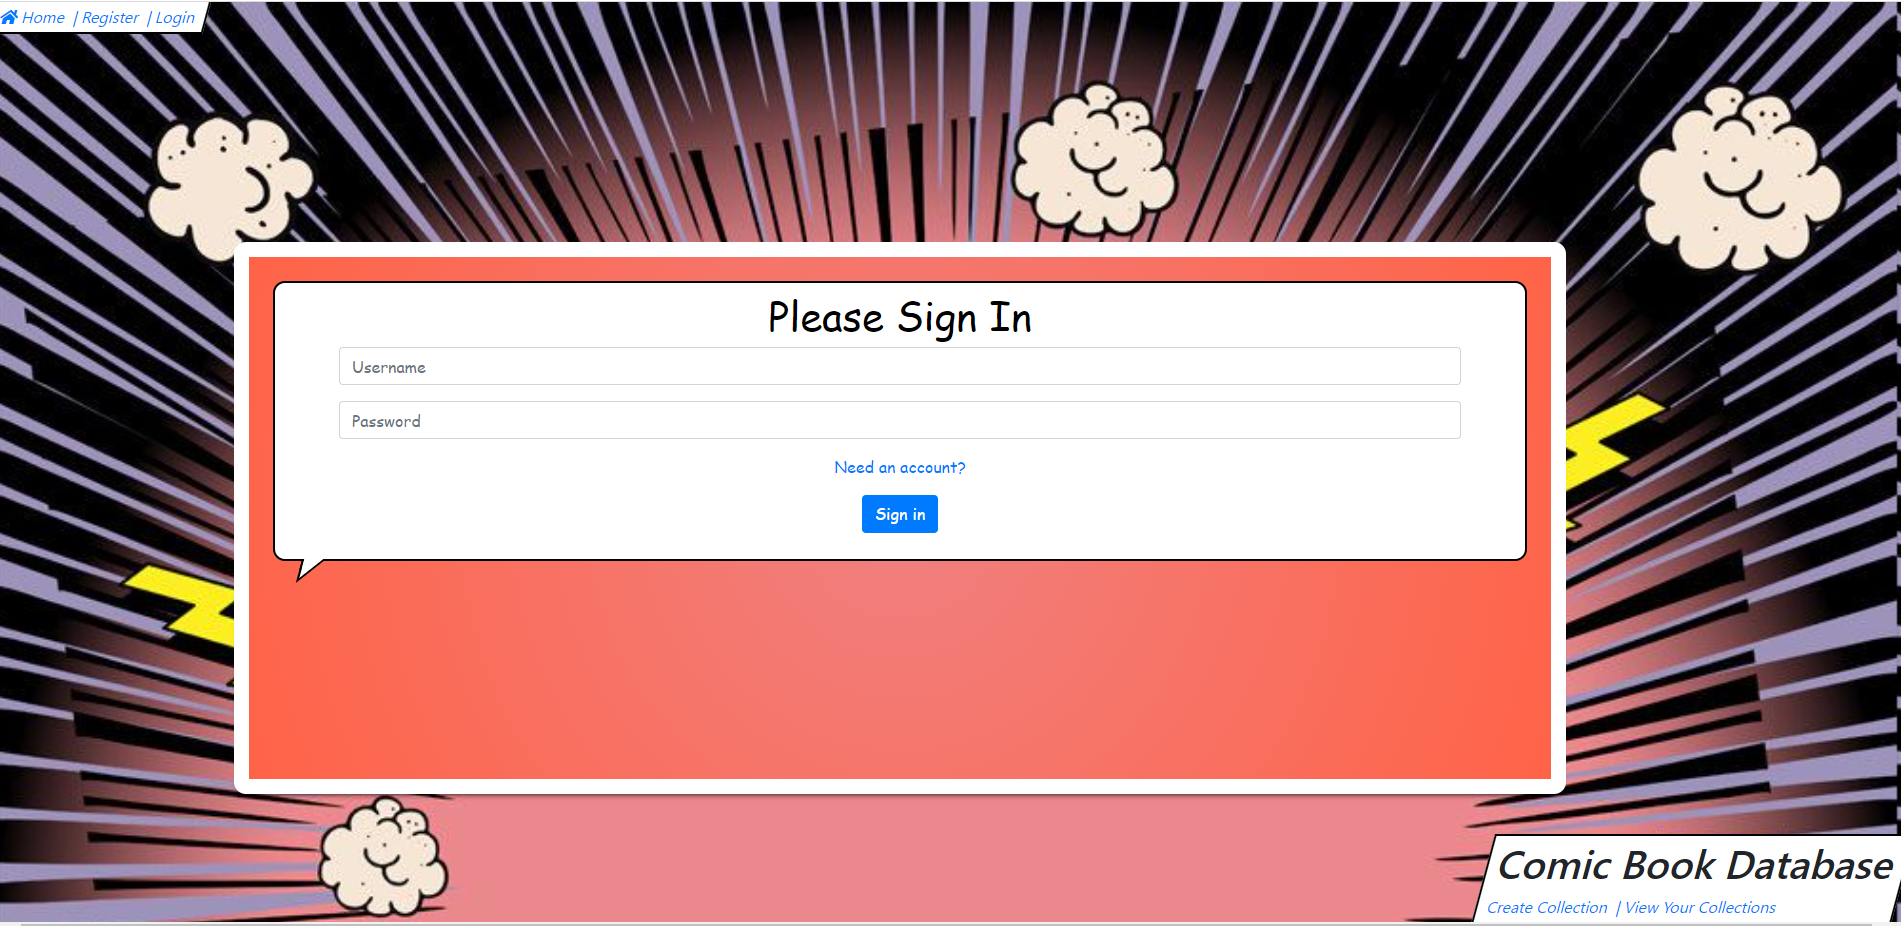 Home | Register | Login
Please Sign In
Username
Password
Need an account?
Sign in
Comic Book Database
Create Collection | View Your Collections